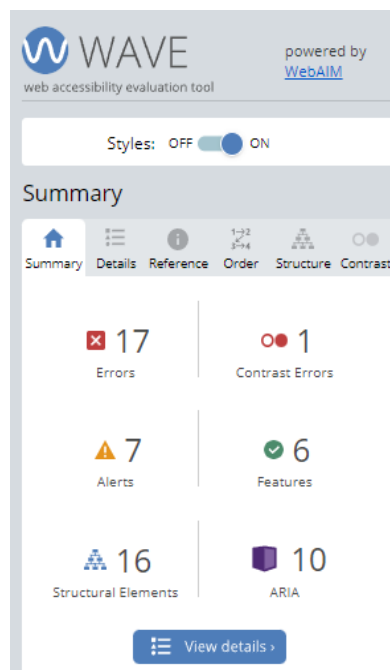 WAVE
web accessibility evaluation tool
powered by
WebAIM
Styles: OFF ON
Summary
Summary Details Reference Order Structure Contrast
17
Errors
1
Contrast Errors
7
Alerts
6
Features
16
Structural Elements
10
ARIA
View details ›